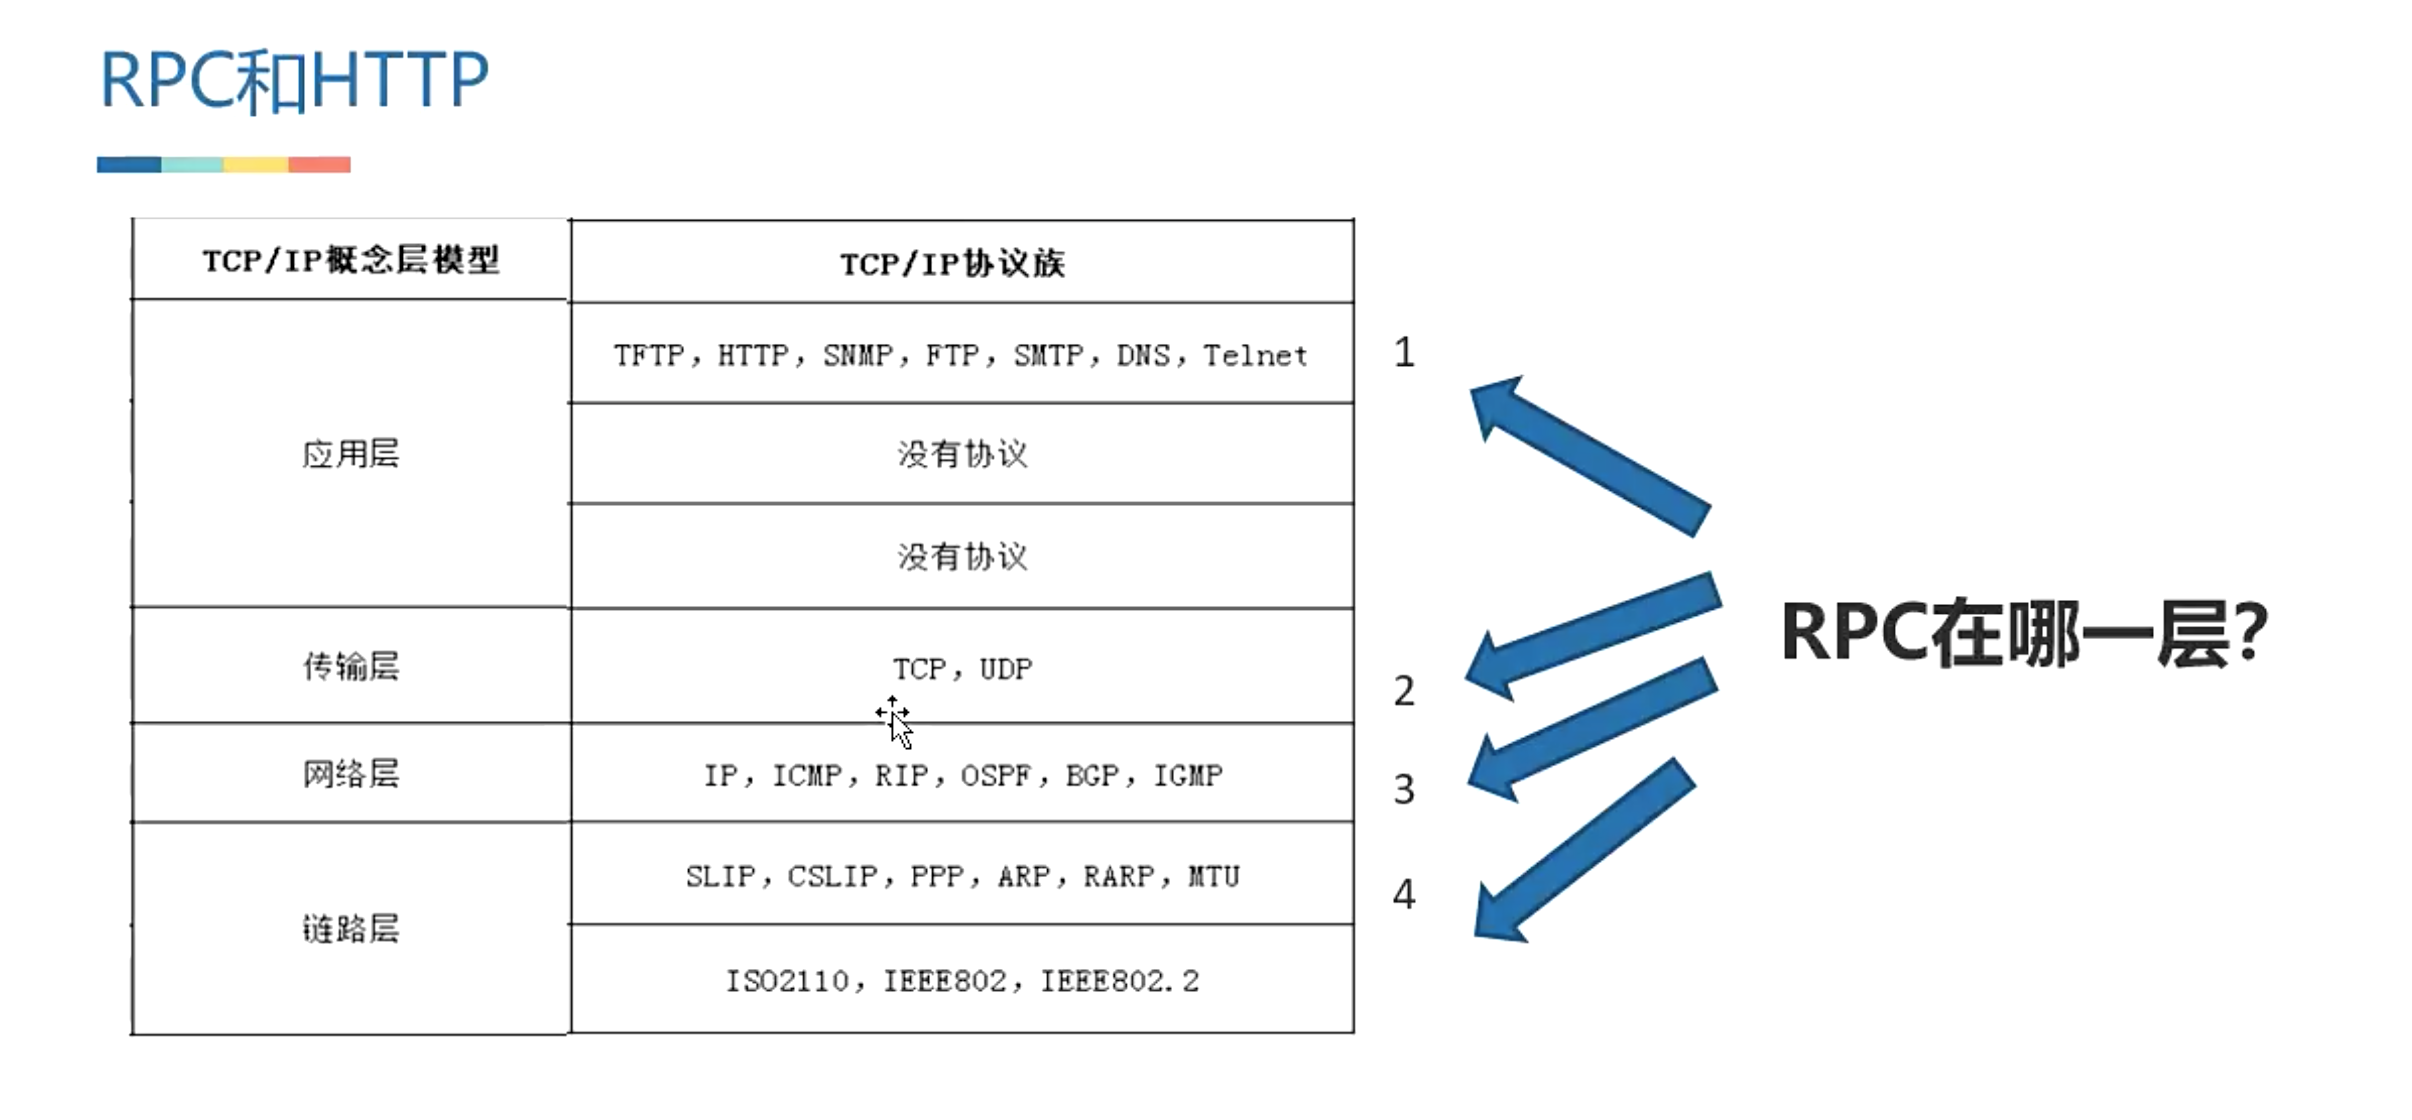 RPC和HTTP
TCP/IP概念层模型
TCP/IP协议族
应用层
TFTP, HTTP, SNMP, FTP, SMTP, DNS, Telnet
1
没有协议
没有协议
传输层
TCP, UDP
2
网络层
IP, ICMP, RIP, OSPF, BGP, IGMP
3
链路层
SLIP, CSLIP, PPP, ARP, RARP, MTU
4
ISO2110, IEEE802, IEEE802.2
RPC在哪一层?